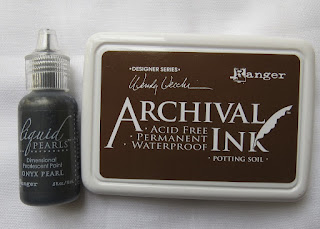 liquid
PEARLS
Dimensional
Pearlescent Paint
ONYX PEARL
Ranger
• DESIGNER SERIES •
Wendy Vecchi
Ranger
ARCHIVAL
INK™
• ACID FREE
• PERMANENT
WATERPROOF
• POTTING SOIL •